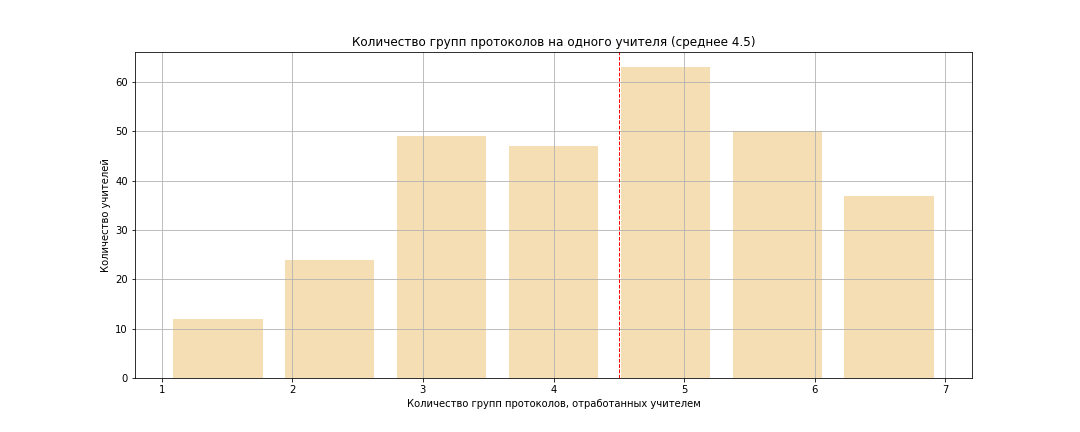 Количество групп протоколов на одного учителя (среднее 4.5)
Количество учителей
60
50
40
30
20
10
0
1 2 3 4 5 6 7
Количество групп протоколов, отработанных учителем